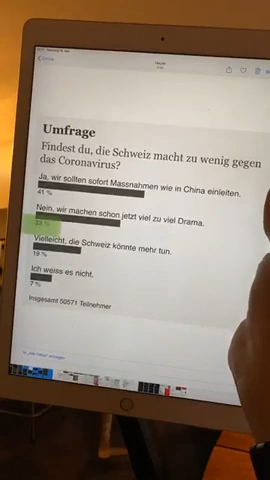 Umfrage
Findest du, die Schweiz macht zu wenig gegen
das Coronavirus?
Ja, wir sollten sofort Massnahmen wie in China einleiten.
41 %
Nein, wir machen schon jetzt viel zu viel Drama.
33 %
Vielleicht, die Schweiz könnte mehr tun.
19 %
Ich weiss es nicht.
7 %
Insgesamt 50571 Teilnehmer